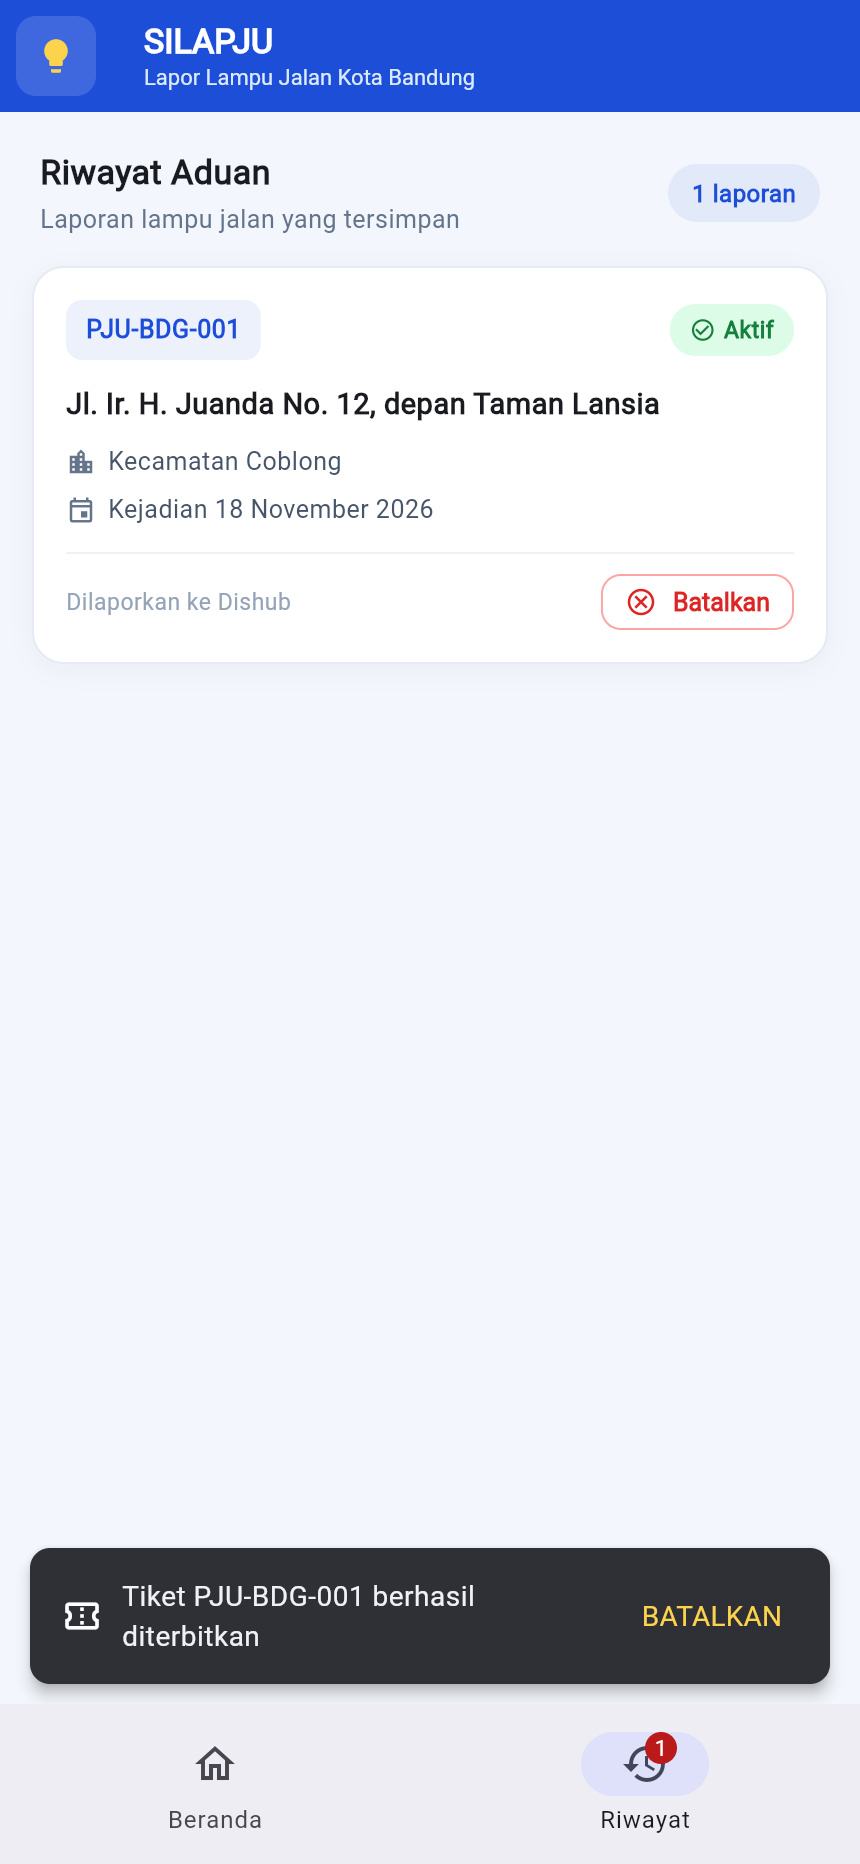 SILAPJU
Lapor Lampu Jalan Kota Bandung
Riwayat Aduan
Laporan lampu jalan yang tersimpan
1 laporan
PJU-BDG-001
Aktif
Jl. Ir. H. Juanda No. 12, depan Taman Lansia
Kecamatan Coblong
Kejadian 18 November 2026
Dilaporkan ke Dishub
Batalkan
Tiket PJU-BDG-001 berhasil
diterbitkan
BATALKAN
1
Beranda
Riwayat